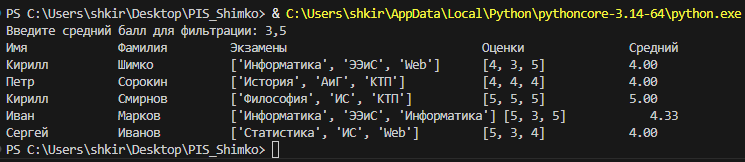 PS C:\Users\shkir\Desktop\PIS_Shimko> & C:\Users\shkir\AppData\Local\Python\pythoncore-3.14-64\python.exe
Введите средний балл для фильтрации: 3,5
Имя Фамилия Экзамены Оценки Средний
Кирилл Шимко ['Информатика', 'ЭЭиС', 'Web'] [4, 3, 5] 4.00
Петр Сорокин ['История', 'АиГ', 'КТП'] [4, 4, 4] 4.00
Кирилл Смирнов ['Философия', 'ИС', 'КТП'] [5, 5, 5] 5.00
Иван Марков ['Информатика', 'ЭЭиС', 'Информатика'] [5, 3, 5] 4.33
Сергей Иванов ['Статистика', 'ИС', 'Web'] [5, 3, 4] 4.00
PS C:\Users\shkir\Desktop\PIS_Shimko>